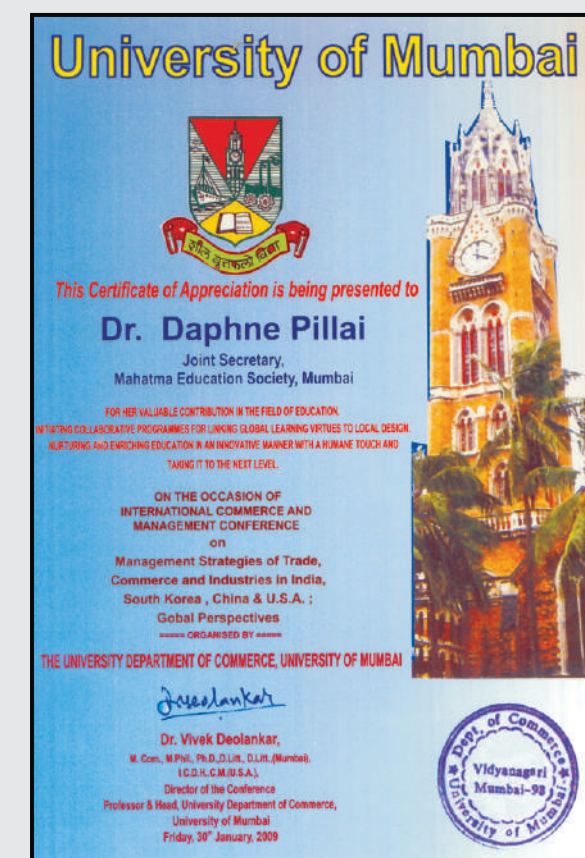 University of Mumbai
शील वृत्तफलो विद्या
This Certificate of Appreciation is being presented to
Dr. Daphne Pillai
Joint Secretary,
Mahatma Education Society, Mumbai
FOR HER VALUABLE CONTRIBUTION IN THE FIELD OF EDUCATION.
INITIATING COLLABORATIVE PROGRAMMES FOR LINKING GLOBAL LEARNING VIRTUES TO LOCAL DESIGN.
NURTURING AND ENRICHING EDUCATION IN AN INNOVATIVE MANNER WITH A HUMANE TOUCH AND
TAKING IT TO THE NEXT LEVEL.
ON THE OCCASION OF
INTERNATIONAL COMMERCE AND
MANAGEMENT CONFERENCE
on
Management Strategies of Trade,
Commerce and Industries in India,
South Korea , China & U.S.A. ;
Gobal Perspectives
===== ORGANISED BY =====
THE UNIVERSITY DEPARTMENT OF COMMERCE, UNIVERSITY OF MUMBAI
Deolankar
Dr. Vivek Deolankar,
M. Com., M.Phil., Ph.D.,D.Litt., D.Litt.,(Mumbai),
I.C.D.H.,C.M.(U.S.A.),
Director of the Conference
Professor & Head, University Department of Commerce,
University of Mumbai
Friday, 30th January, 2009
Dept. of Commerce
Vidyanagari
Mumbai-98
University of Mumbai